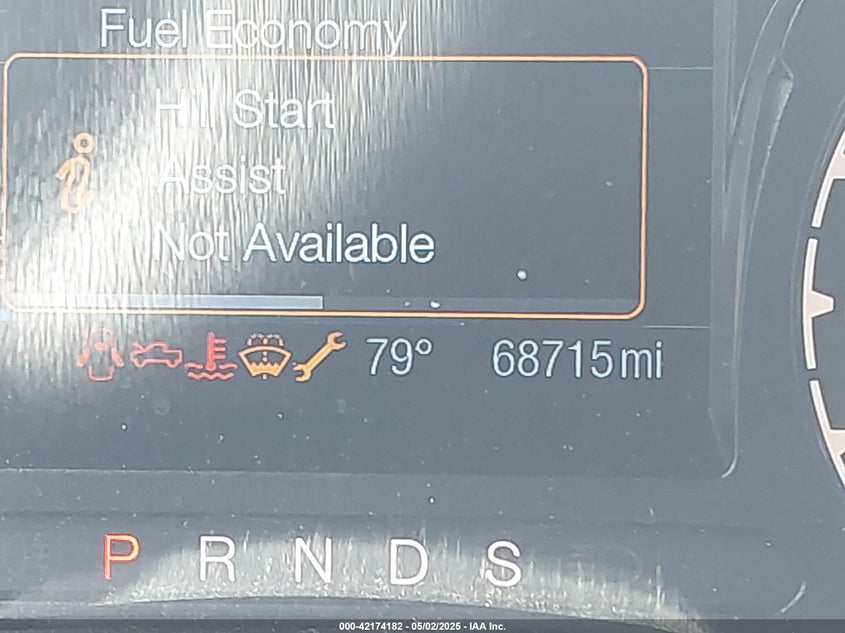 Fuel Economy
Hill Start
Assist
Not Available
79° 68715 mi
P R N D S
000-42174182 - 05/02/2025 - IAA Inc.